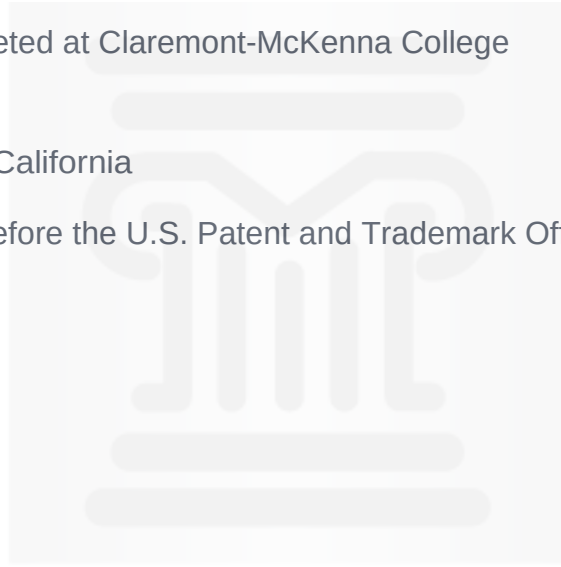 eted at Claremont-McKenna College
California
efore the U.S. Patent and Trademark Of